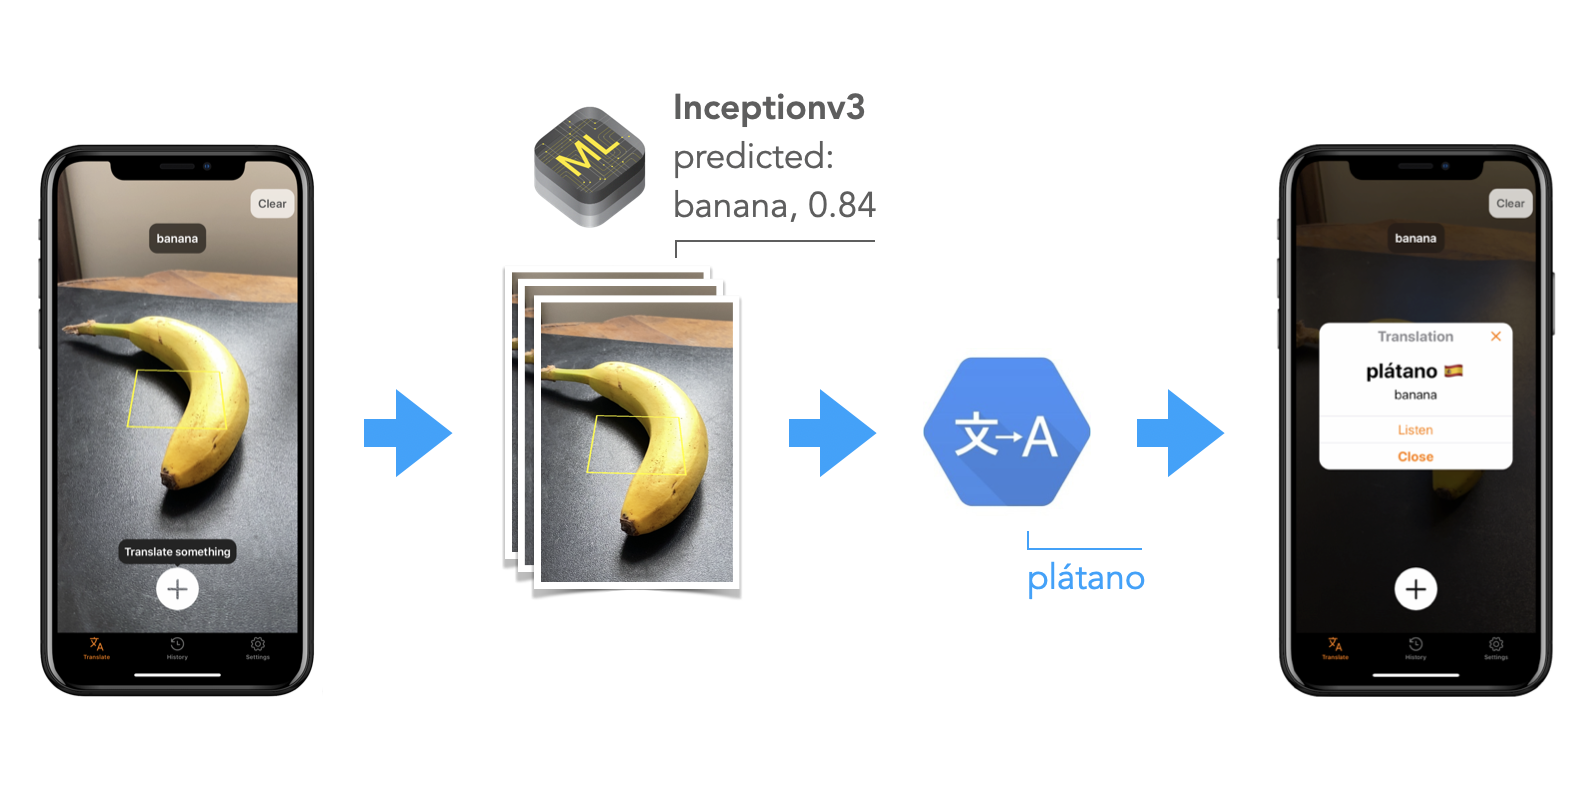 Clear
banana
Translate something
Translate
History
Settings
ML
Inceptionv3
predicted:
banana, 0.84
文→A
plátano
Clear
banana
Translation
plátano
banana
Listen
Close
Translate
History
Settings